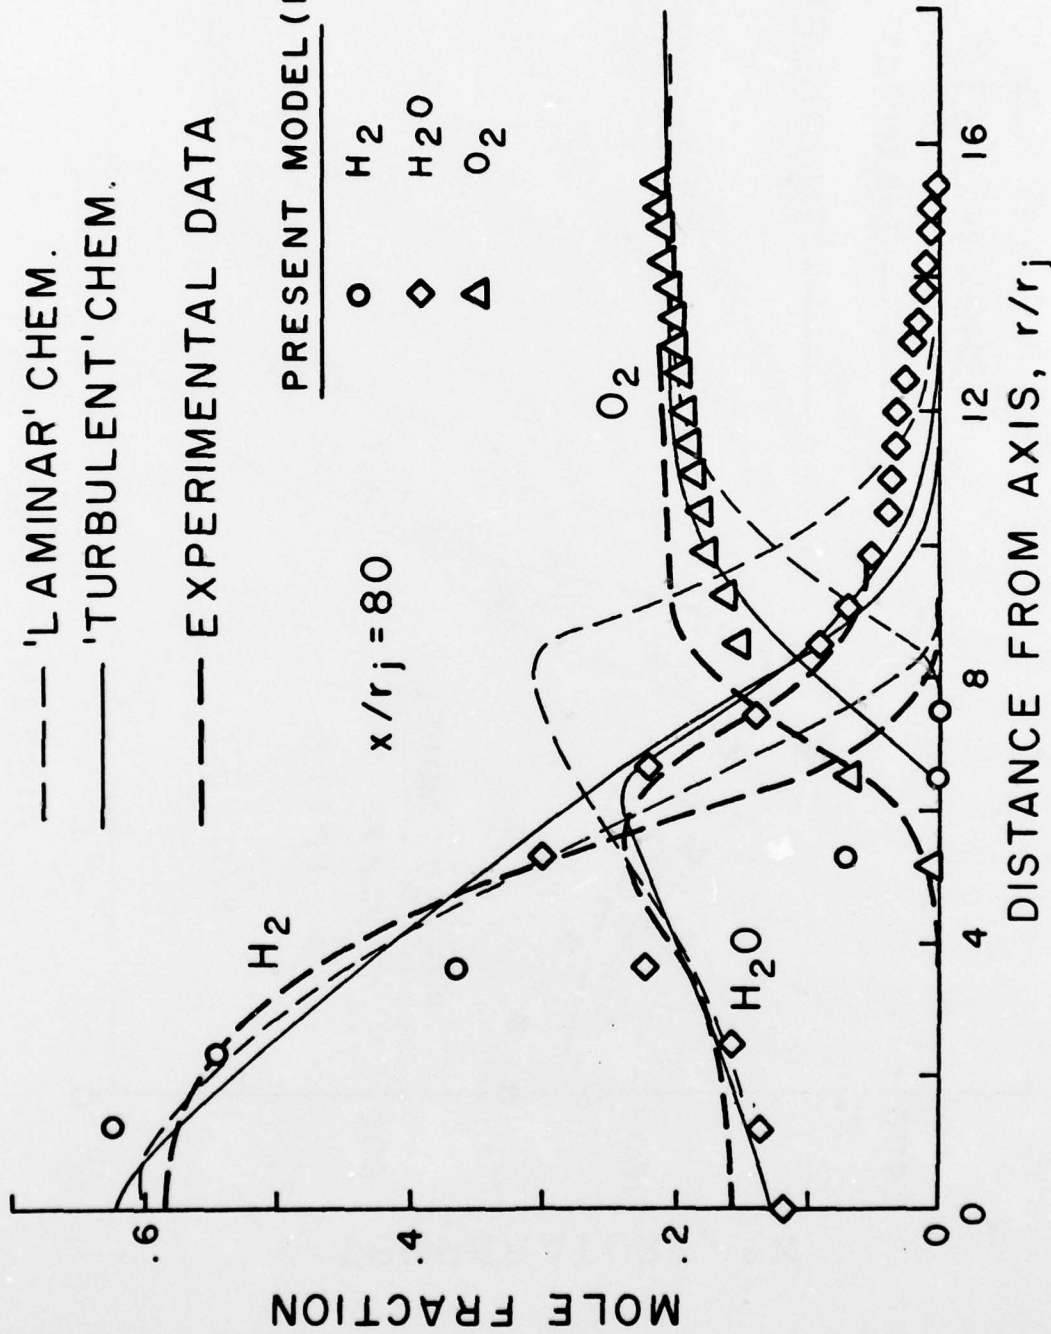 'LAMINAR' CHEM.
'TURBULENT' CHEM.
EXPERIMENTAL DATA
PRESENT MODEL (
H2
H2O
O2
x/rj = 80
H2
H2O
O2
MOLE FRACTION
.6
.4
.2
0
0
4
8
12
16
DISTANCE FROM AXIS, r/rj